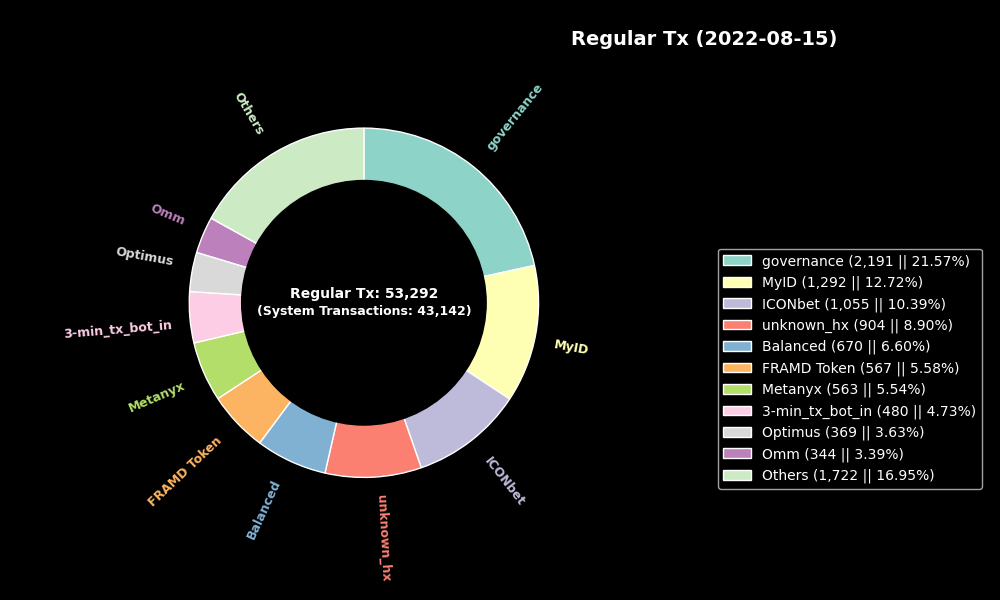 Regular Tx (2022-08-15)
governance
Others
Omm
Optimus
3-min_tx_bot_in
Metanyx
FRAMD Token
Balanced
unknown_hx
ICONbet
MyID
Regular Tx: 53,292
(System Transactions: 43,142)
governance (2,191 || 21.57%)
MyID (1,292 || 12.72%)
ICONbet (1,055 || 10.39%)
unknown_hx (904 || 8.90%)
Balanced (670 || 6.60%)
FRAMD Token (567 || 5.58%)
Metanyx (563 || 5.54%)
3-min_tx_bot_in (480 || 4.73%)
Optimus (369 || 3.63%)
Omm (344 || 3.39%)
Others (1,722 || 16.95%)